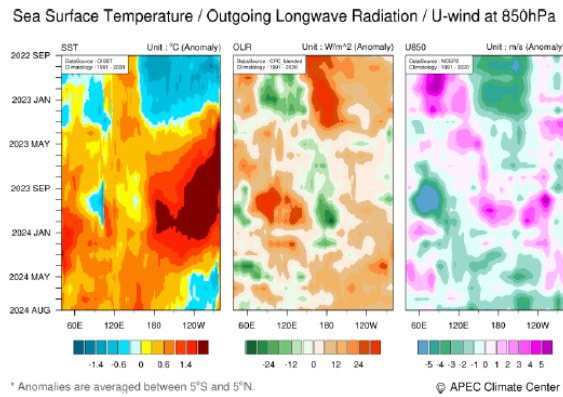 Sea Surface Temperature / Outgoing Longwave Radiation / U-wind at 850hPa
SST Unit : °C (Anomaly)
OLR Unit : W/m^2 (Anomaly)
U850 Unit : m/s (Anomaly)
DataSource : OISST
Climatology : 1991 - 2020
DataSource : CPC_blended
Climatology : 1991 - 2020
DataSource : NCEP2
Climatology : 1991 - 2020
2022 SEP
2023 JAN
2023 MAY
2023 SEP
2024 JAN
2024 MAY
2024 AUG
60E 120E 180 120W
60E 120E 180 120W
60E 120E 180 120W
-1.4 -0.6 0 0.6 1.4
-24 -12 0 12 24
-5 -4 -3 -2 -1 0 1 2 3 4 5
* Anomalies are averaged between 5°S and 5°N.
© APEC Climate Center